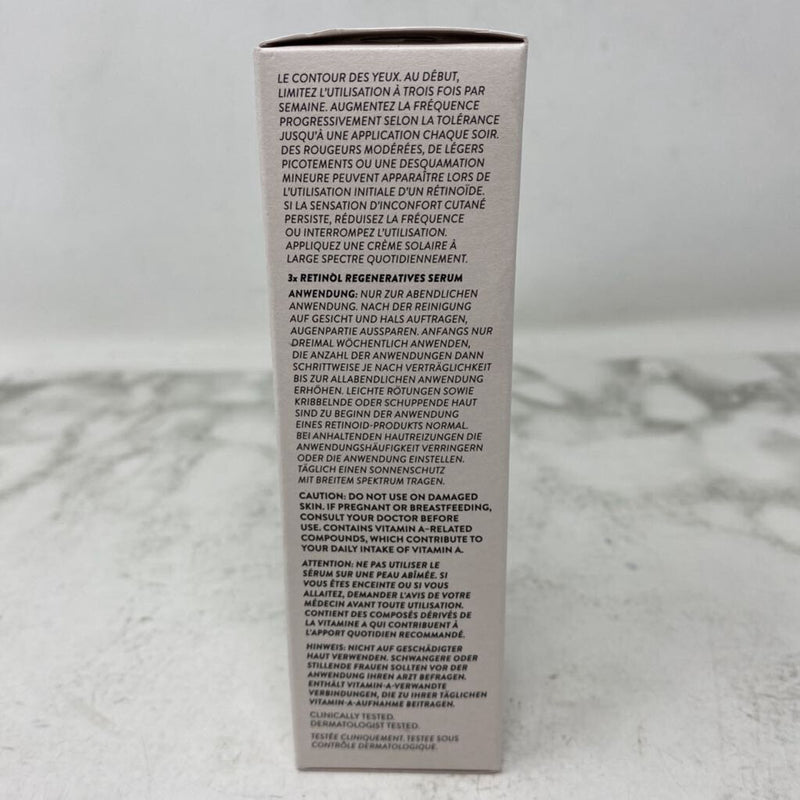 LE CONTOUR DES YEUX. AU DÉBUT,
LIMITEZ L'UTILISATION À TROIS FOIS PAR
SEMAINE. AUGMENTEZ LA FRÉQUENCE
PROGRESSIVEMENT SELON LA TOLÉRANCE
JUSQU'À UNE APPLICATION CHAQUE SOIR.
DES ROUGEURS MODÉRÉES, DE LÉGERS
PICOTEMENTS OU UNE DESQUAMATION
MINEURE PEUVENT APPARAÎTRE LORS DE
L'UTILISATION INITIALE D'UN RÉTINOÏDE.
SI LA SENSATION D'INCONFORT CUTANÉ
PERSISTE, RÉDUISEZ LA FRÉQUENCE
OU INTERROMPEZ L'UTILISATION.
APPLIQUEZ UNE CRÈME SOLAIRE À
LARGE SPECTRE QUOTIDIENNEMENT.
3x RETINOL REGENERATIVES SERUM
ANWENDUNG: NUR ZUR ABENDLICHEN
ANWENDUNG. NACH DER REINIGUNG
AUF GESICHT UND HALS AUFTRAGEN,
AUGENPARTIE AUSSPAREN. ANFANGS NUR
DREIMAL WÖCHENTLICH ANWENDEN,
DIE ANZAHL DER ANWENDUNGEN DANN
SCHRITTWEISE JE NACH VERTRÄGLICHKEIT
BIS ZUR ALLABENDLICHEN ANWENDUNG
ERHÖHEN. LEICHTE RÖTUNGEN SOWIE
KRIBBELNDE ODER SCHUPPENDE HAUT
SIND ZU BEGINN DER ANWENDUNG
EINES RETINOID-PRODUKTS NORMAL.
BEI ANHALTENDEN HAUTREIZUNGEN DIE
ANWENDUNGSHÄUFIGKEIT VERRINGERN
ODER DIE ANWENDUNG EINSTELLEN.
TÄGLICH EINEN SONNENSCHUTZ
MIT BREITEM SPEKTRUM TRAGEN.
CAUTION: DO NOT USE ON DAMAGED
SKIN. IF PREGNANT OR BREASTFEEDING,
CONSULT YOUR DOCTOR BEFORE
USE. CONTAINS VITAMIN A-RELATED
COMPOUNDS, WHICH CONTRIBUTE TO
YOUR DAILY INTAKE OF VITAMIN A.
ATTENTION: NE PAS UTILISER LE
SÉRUM SUR UNE PEAU ABÎMÉE. SI
VOUS ÊTES ENCEINTE OU SI VOUS
ALLAITEZ, DEMANDER L'AVIS DE VOTRE
MÉDECIN AVANT TOUTE UTILISATION.
CONTIENT DES COMPOSÉS DÉRIVÉS DE
LA VITAMINE A QUI CONTRIBUENT À
L'APPORT QUOTIDIEN RECOMMANDÉ.
HINWEIS: NICHT AUF GESCHÄDIGTER
HAUT VERWENDEN. SCHWANGERE ODER
STILLENDE FRAUEN SOLLTEN VOR DER
ANWENDUNG IHREN ARZT BEFRAGEN.
ENTHÄLT VITAMIN-A-VERWANDTE
VERBINDUNGEN, DIE ZU IHRER TÄGLICHEN
VITAMIN-A-AUFNAHME BEITRAGEN.
CLINICALLY TESTED.
DERMATOLOGIST TESTED.
TESTÉE CLINIQUEMENT. TESTEE SOUS
CONTRÔLE DERMATOLOGIQUE.